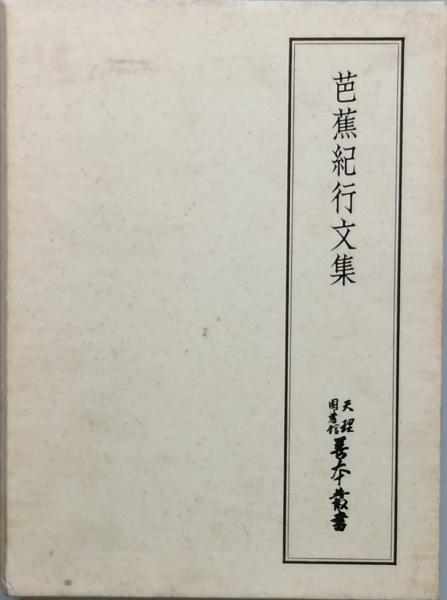 芭蕉紀行文集
天理
図書館
善本叢書